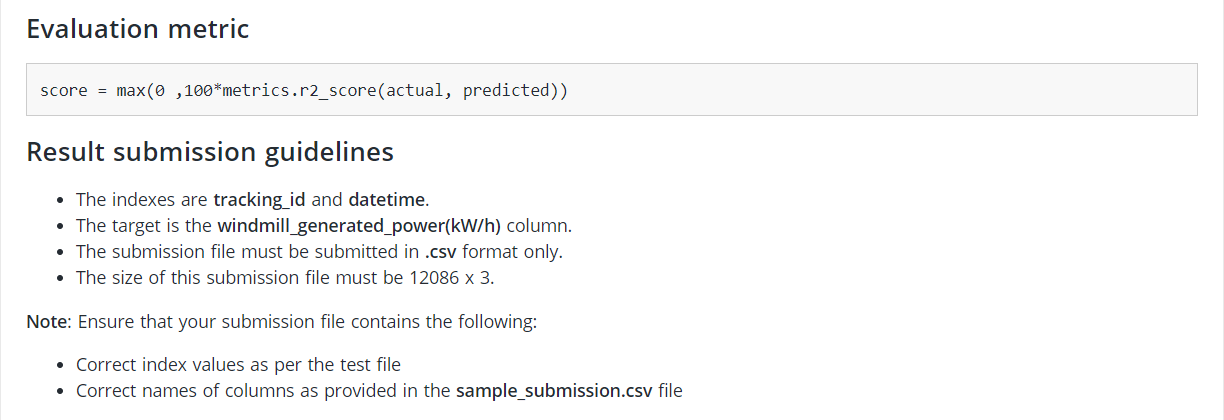 Evaluation metric
score = max(0 ,100*metrics.r2_score(actual, predicted))
Result submission guidelines
• The indexes are tracking_id and datetime.
• The target is the windmill_generated_power(kW/h) column.
• The submission file must be submitted in .csv format only.
• The size of this submission file must be 12086 x 3.
Note: Ensure that your submission file contains the following:
• Correct index values as per the test file
• Correct names of columns as provided in the sample_submission.csv file